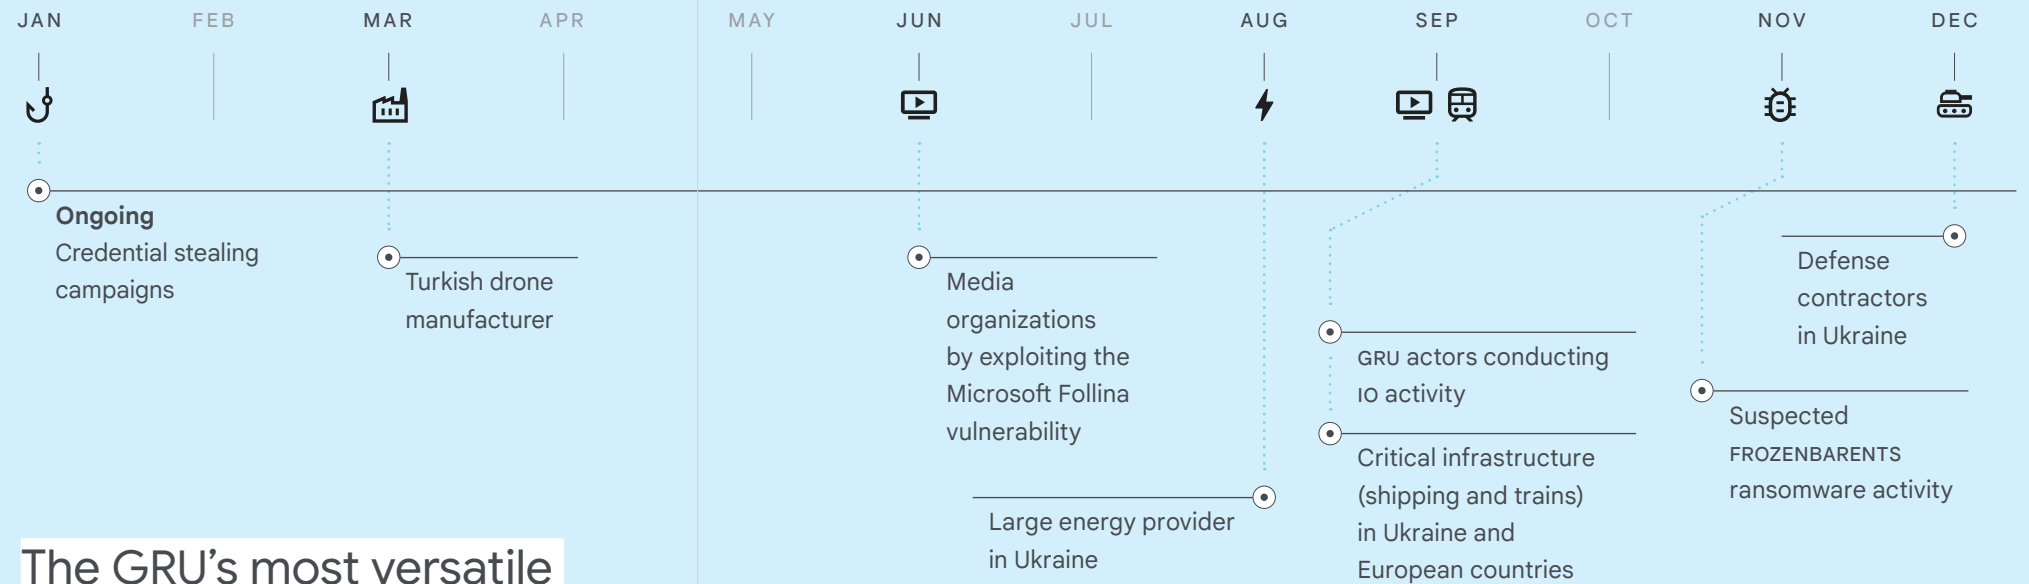 JAN FEB MAR APR MAY JUN JUL AUG SEP OCT NOV DEC
Ongoing
Credential stealing
campaigns
Turkish drone
manufacturer
Media
organizations
by exploiting the
Microsoft Follina
vulnerability
Large energy provider
in Ukraine
GRU actors conducting
IO activity
Critical infrastructure
(shipping and trains)
in Ukraine and
European countries
Suspected
FROZENBARENTS
ransomware activity
Defense
contractors
in Ukraine
The GRU’s most versatile